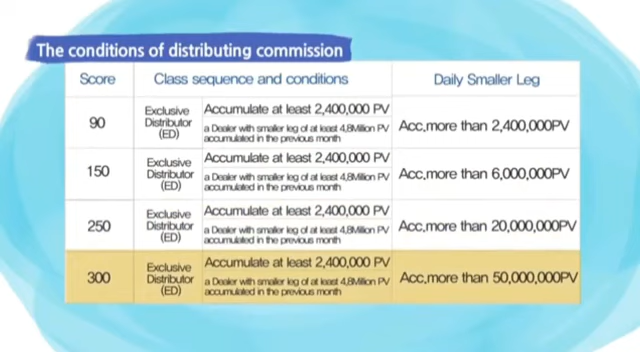 The conditions of distributing commission
Score Class sequence and conditions Daily Smaller Leg
90 Exclusive Distributor (ED) Accumulate at least 2,400,000 PV Acc,more than 2,400,000PV
a Dealer with smaller leg of at least 4,8Million PV
accumulated in the previous month
150 Exclusive Distributor (ED) Accumulate at least 2,400,000 PV Acc,more than 6,000,000PV
a Dealer with smaller leg of at least 4,8Million PV
accumulated in the previous month
250 Exclusive Distributor (ED) Accumulate at least 2,400,000 PV Acc,more than 20,000,000PV
a Dealer with smaller leg of at least 4,8Million PV
accumulated in the previous month
300 Exclusive Distributor (ED) Accumulate at least 2,400,000 PV Acc,more than 50,000,000PV
a Dealer with smaller leg of at least 4,8Million PV
accumulated in the previous month